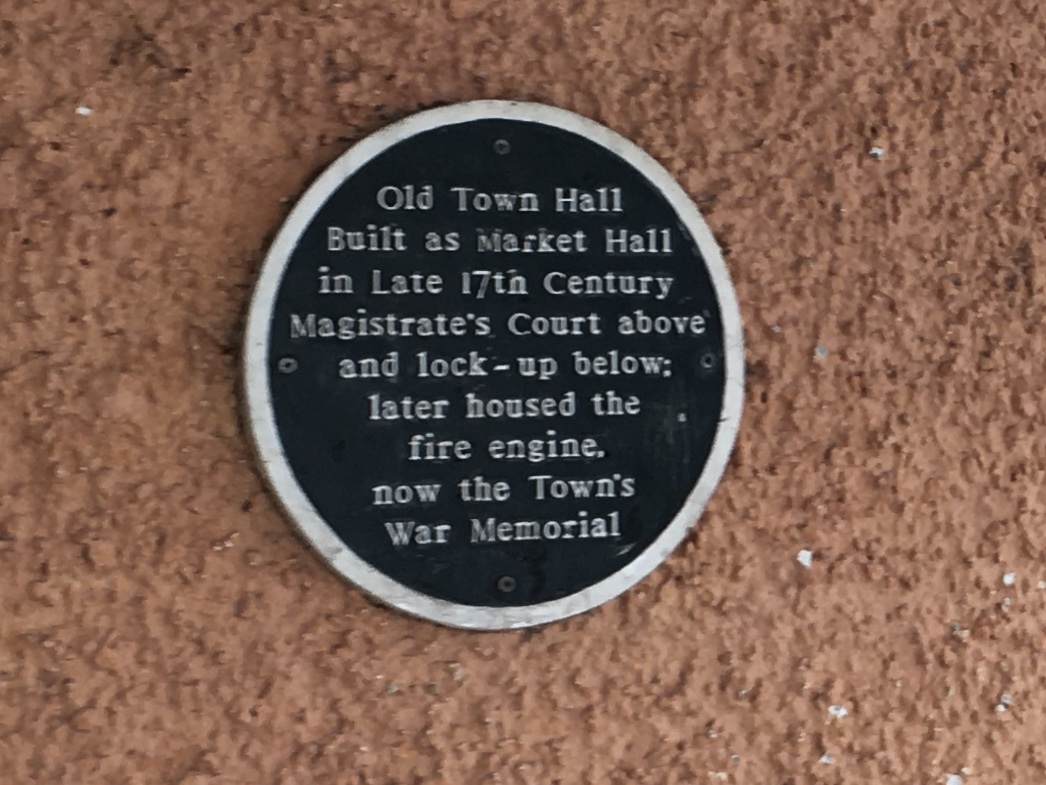 Old Town Hall
Built as Market Hall
in Late 17th Century
Magistrate's Court above
and lock-up below;
later housed the
fire engine,
now the Town's
War Memorial